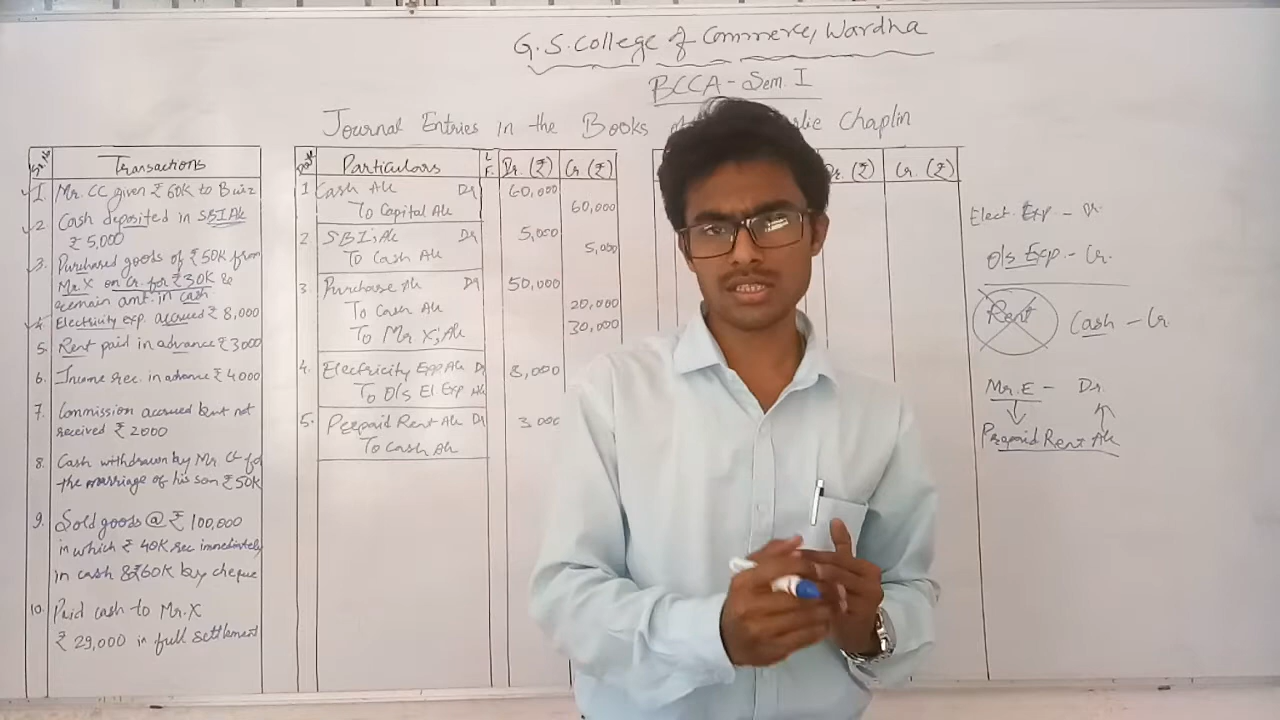 G.S. College of Commerce, Wardha
BCCA - Sem. I
Journal Entries in the Books Chaplin
Sr. No
Transactions
1. Mr. CC given ₹ 60K to Buiz
2. Cash deposited in SBI A/c
₹ 5,000
3. Purchased goods of ₹50K from
Mr. X on Cr. for ₹30K &
remain amt. in cash
4. Electricity exp. accrued ₹ 8,000
5. Rent paid in advance ₹3000
6. Income rec. in advance ₹ 4000
7. Commission accrued but not
received ₹ 2000
8. Cash withdrawn by Mr. CC for
the marriage of his son ₹50K
9. Sold goods @ ₹ 100,000
in which ₹ 40K rec immediately
in cash & ₹60K by cheque
10. Paid cash to Mr. X
₹ 29,000 in full settlement
Date Particulars L.F. Dr. (₹) Cr. (₹)
1 Cash A/c Dr 60,000
To Capital A/c 60,000
2 SBI's A/c Dr 5,000
To Cash A/c 5,000
3 Purchase A/c Dr 50,000
To Cash A/c 20,000
To Mr X's A/c 30,000
4. Electricity Exp A/c Dr 8,000
To O/s El Exp A/c
5. Prepaid Rent A/c Dr 3,000
To Cash A/c
Dr. (₹) Cr. (₹)
Elect. Exp. - Dr.
O/s Exp. - Cr.
Rent Cash - Cr
Mr. E - Dr.
Prepaid Rent A/c